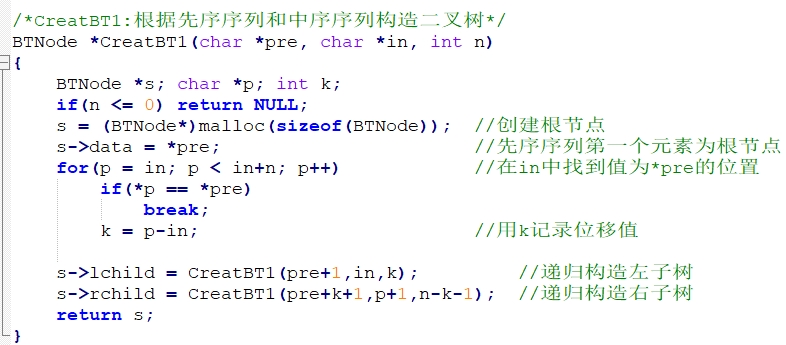 /*CreatBT1:根据先序序列和中序序列构造二叉树*/
BTNode *CreatBT1(char *pre, char *in, int n)
{
    BTNode *s; char *p; int k;
    if(n <= 0) return NULL;
    s = (BTNode*)malloc(sizeof(BTNode));  //创建根节点
    s->data = *pre;                       //先序序列第一个元素为根节点
    for(p = in; p < in+n; p++)            //在in中找到值为*pre的位置
        if(*p == *pre)
            break;
        k = p-in;                         //用k记录位移值
    s->lchild = CreatBT1(pre+1,in,k);         //递归构造左子树
    s->rchild = CreatBT1(pre+k+1,p+1,n-k-1);  //递归构造右子树
    return s;
}